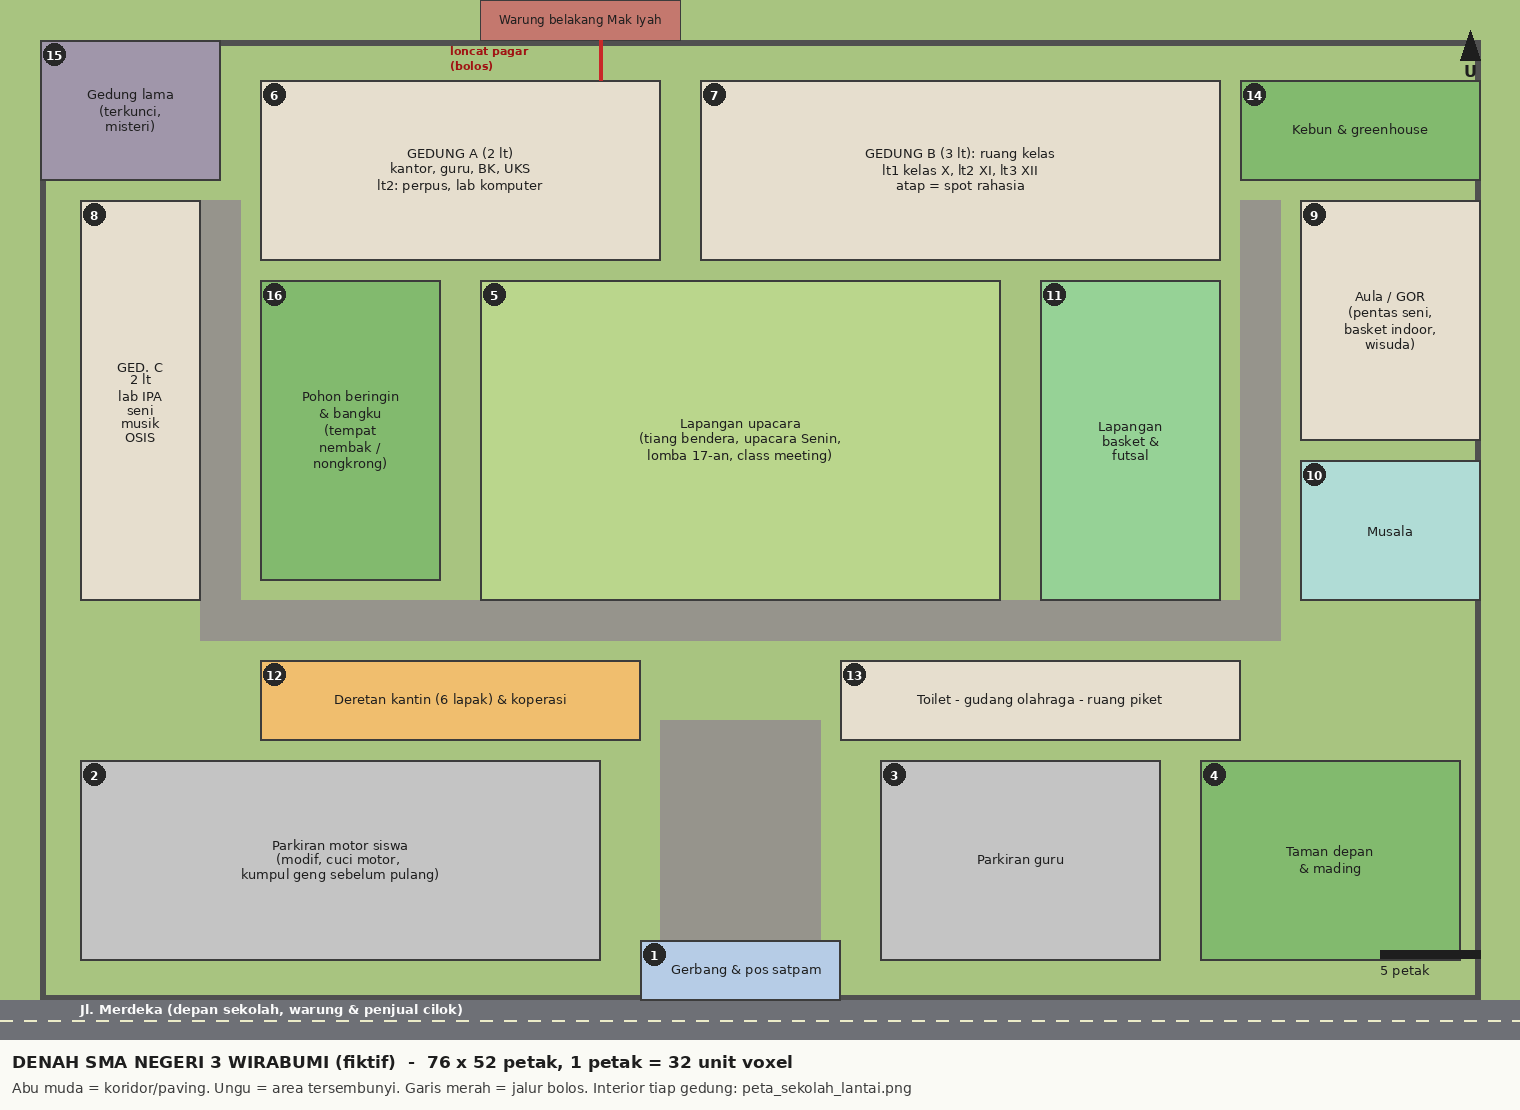 Warung belakang Mak Iyah
loncat pagar
(bolos)
U
15
Gedung lama
(terkunci,
misteri)
6
GEDUNG A (2 lt)
kantor, guru, BK, UKS
lt2: perpus, lab komputer
7
GEDUNG B (3 lt): ruang kelas
lt1 kelas X, lt2 XI, lt3 XII
atap = spot rahasia
14
Kebun & greenhouse
8
GED. C
2 lt
lab IPA
seni
musik
OSIS
16
Pohon beringin
& bangku
(tempat
nembak /
nongkrong)
5
Lapangan upacara
(tiang bendera, upacara Senin,
lomba 17-an, class meeting)
11
Lapangan
basket &
futsal
9
Aula / GOR
(pentas seni,
basket indoor,
wisuda)
10
Musala
12
Deretan kantin (6 lapak) & koperasi
13
Toilet - gudang olahraga - ruang piket
2
Parkiran motor siswa
(modif, cuci motor,
kumpul geng sebelum pulang)
3
Parkiran guru
4
Taman depan
& mading
1
Gerbang & pos satpam
5 petak
Jl. Merdeka (depan sekolah, warung & penjual cilok)
DENAH SMA NEGERI 3 WIRABUMI (fiktif)  -  76 x 52 petak, 1 petak = 32 unit voxel
Abu muda = koridor/paving. Ungu = area tersembunyi. Garis merah = jalur bolos. Interior tiap gedung: peta_sekolah_lantai.png